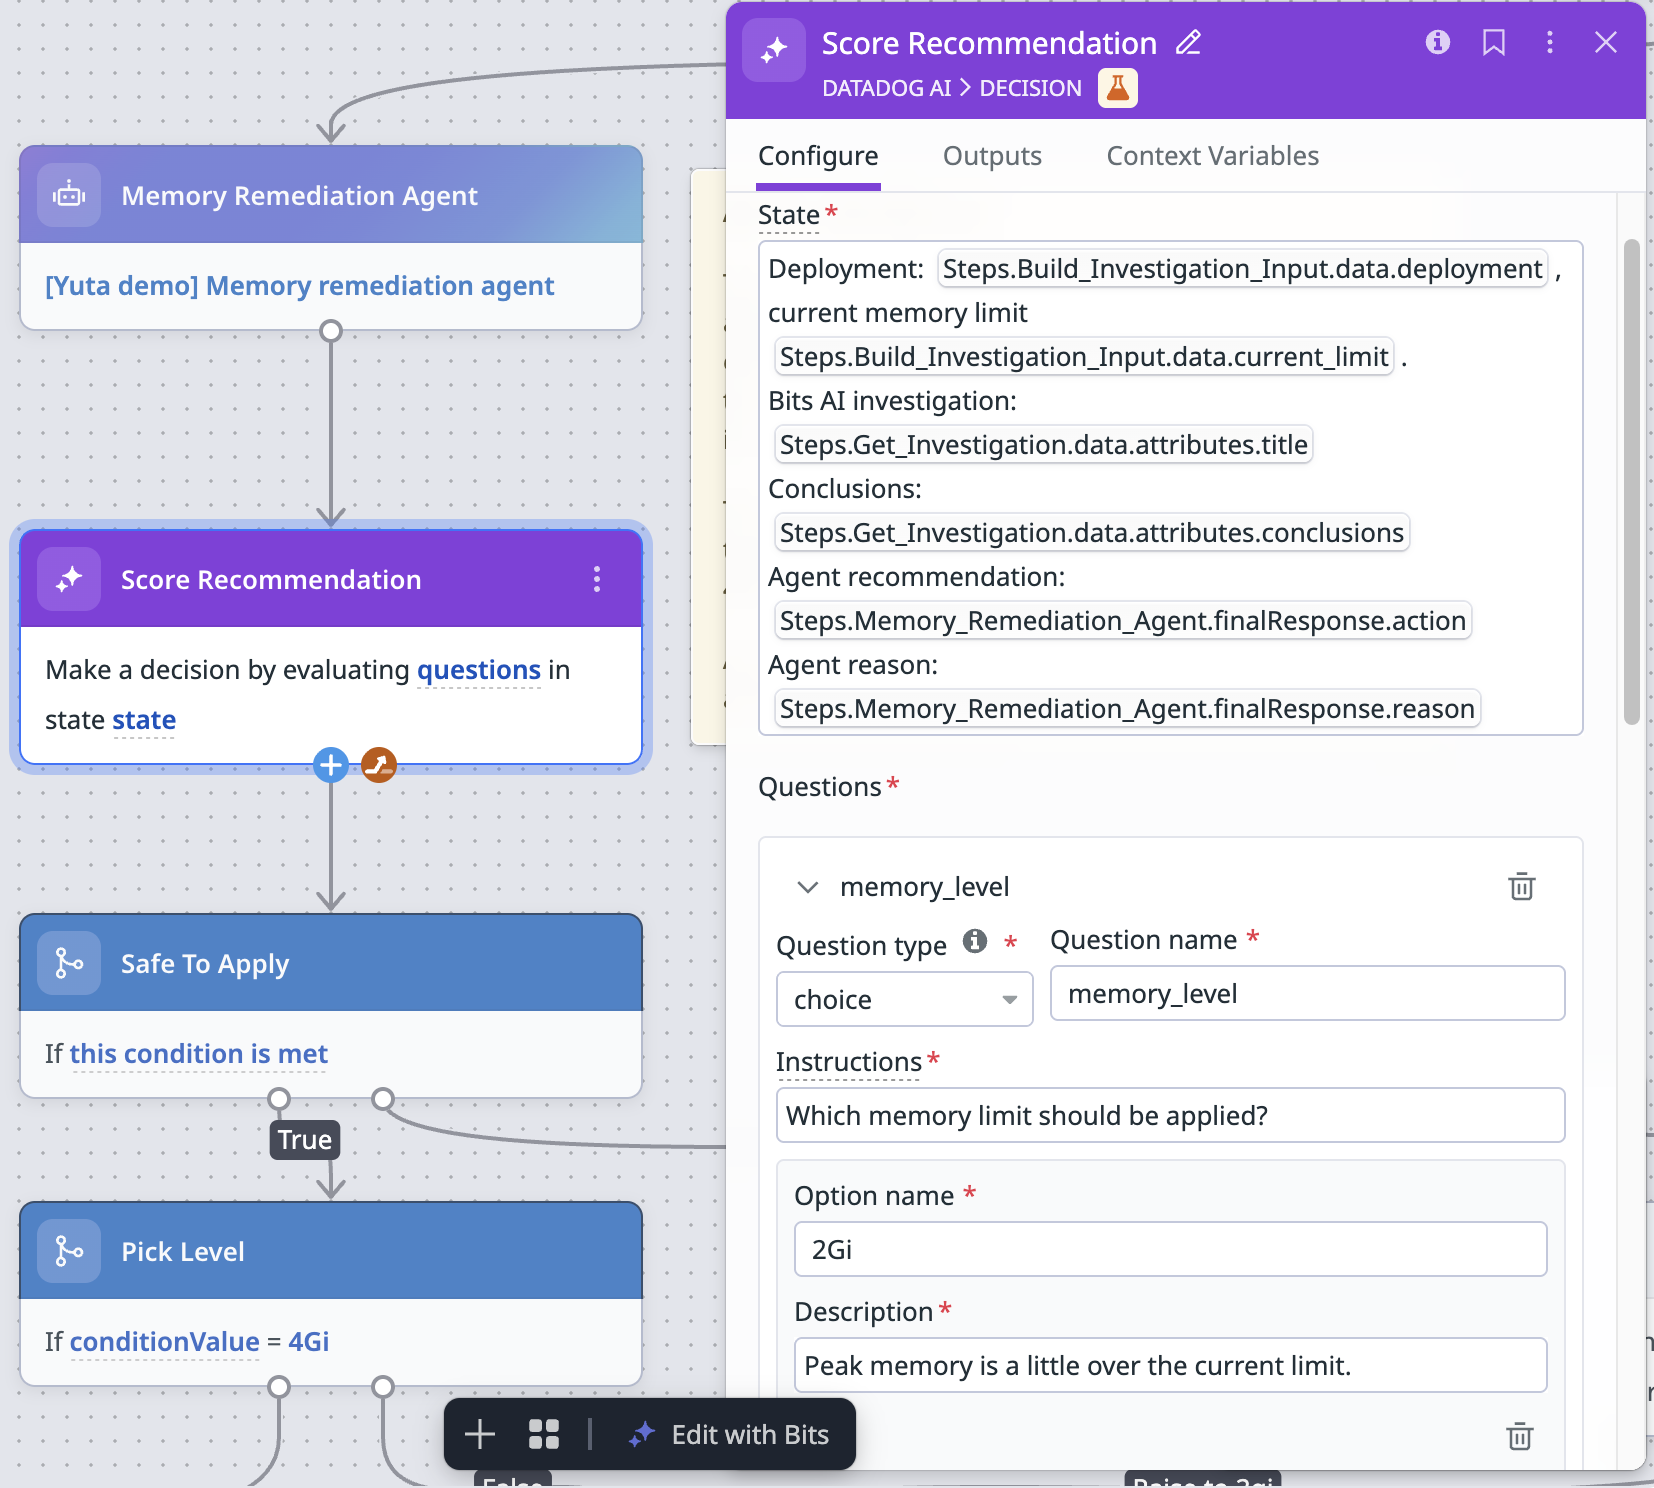 Memory Remediation Agent
[Yuta demo] Memory remediation agent
Score Recommendation
Make a decision by evaluating questions in
state state
Safe To Apply
If this condition is met
True
Pick Level
If conditionValue = 4Gi
False
Edit with Bits
Score Recommendation
DATADOG AI > DECISION
Configure
Outputs
Context Variables
State*
Deployment: Steps.Build_Investigation_Input.data.deployment ,
current memory limit
Steps.Build_Investigation_Input.data.current_limit .
Bits AI investigation:
Steps.Get_Investigation.data.attributes.title
Conclusions:
Steps.Get_Investigation.data.attributes.conclusions
Agent recommendation:
Steps.Memory_Remediation_Agent.finalResponse.action
Agent reason:
Steps.Memory_Remediation_Agent.finalResponse.reason
Questions*
memory_level
Question type *
Question name *
choice
memory_level
Instructions*
Which memory limit should be applied?
Option name *
2Gi
Description*
Peak memory is a little over the current limit.
Raise to 2gi